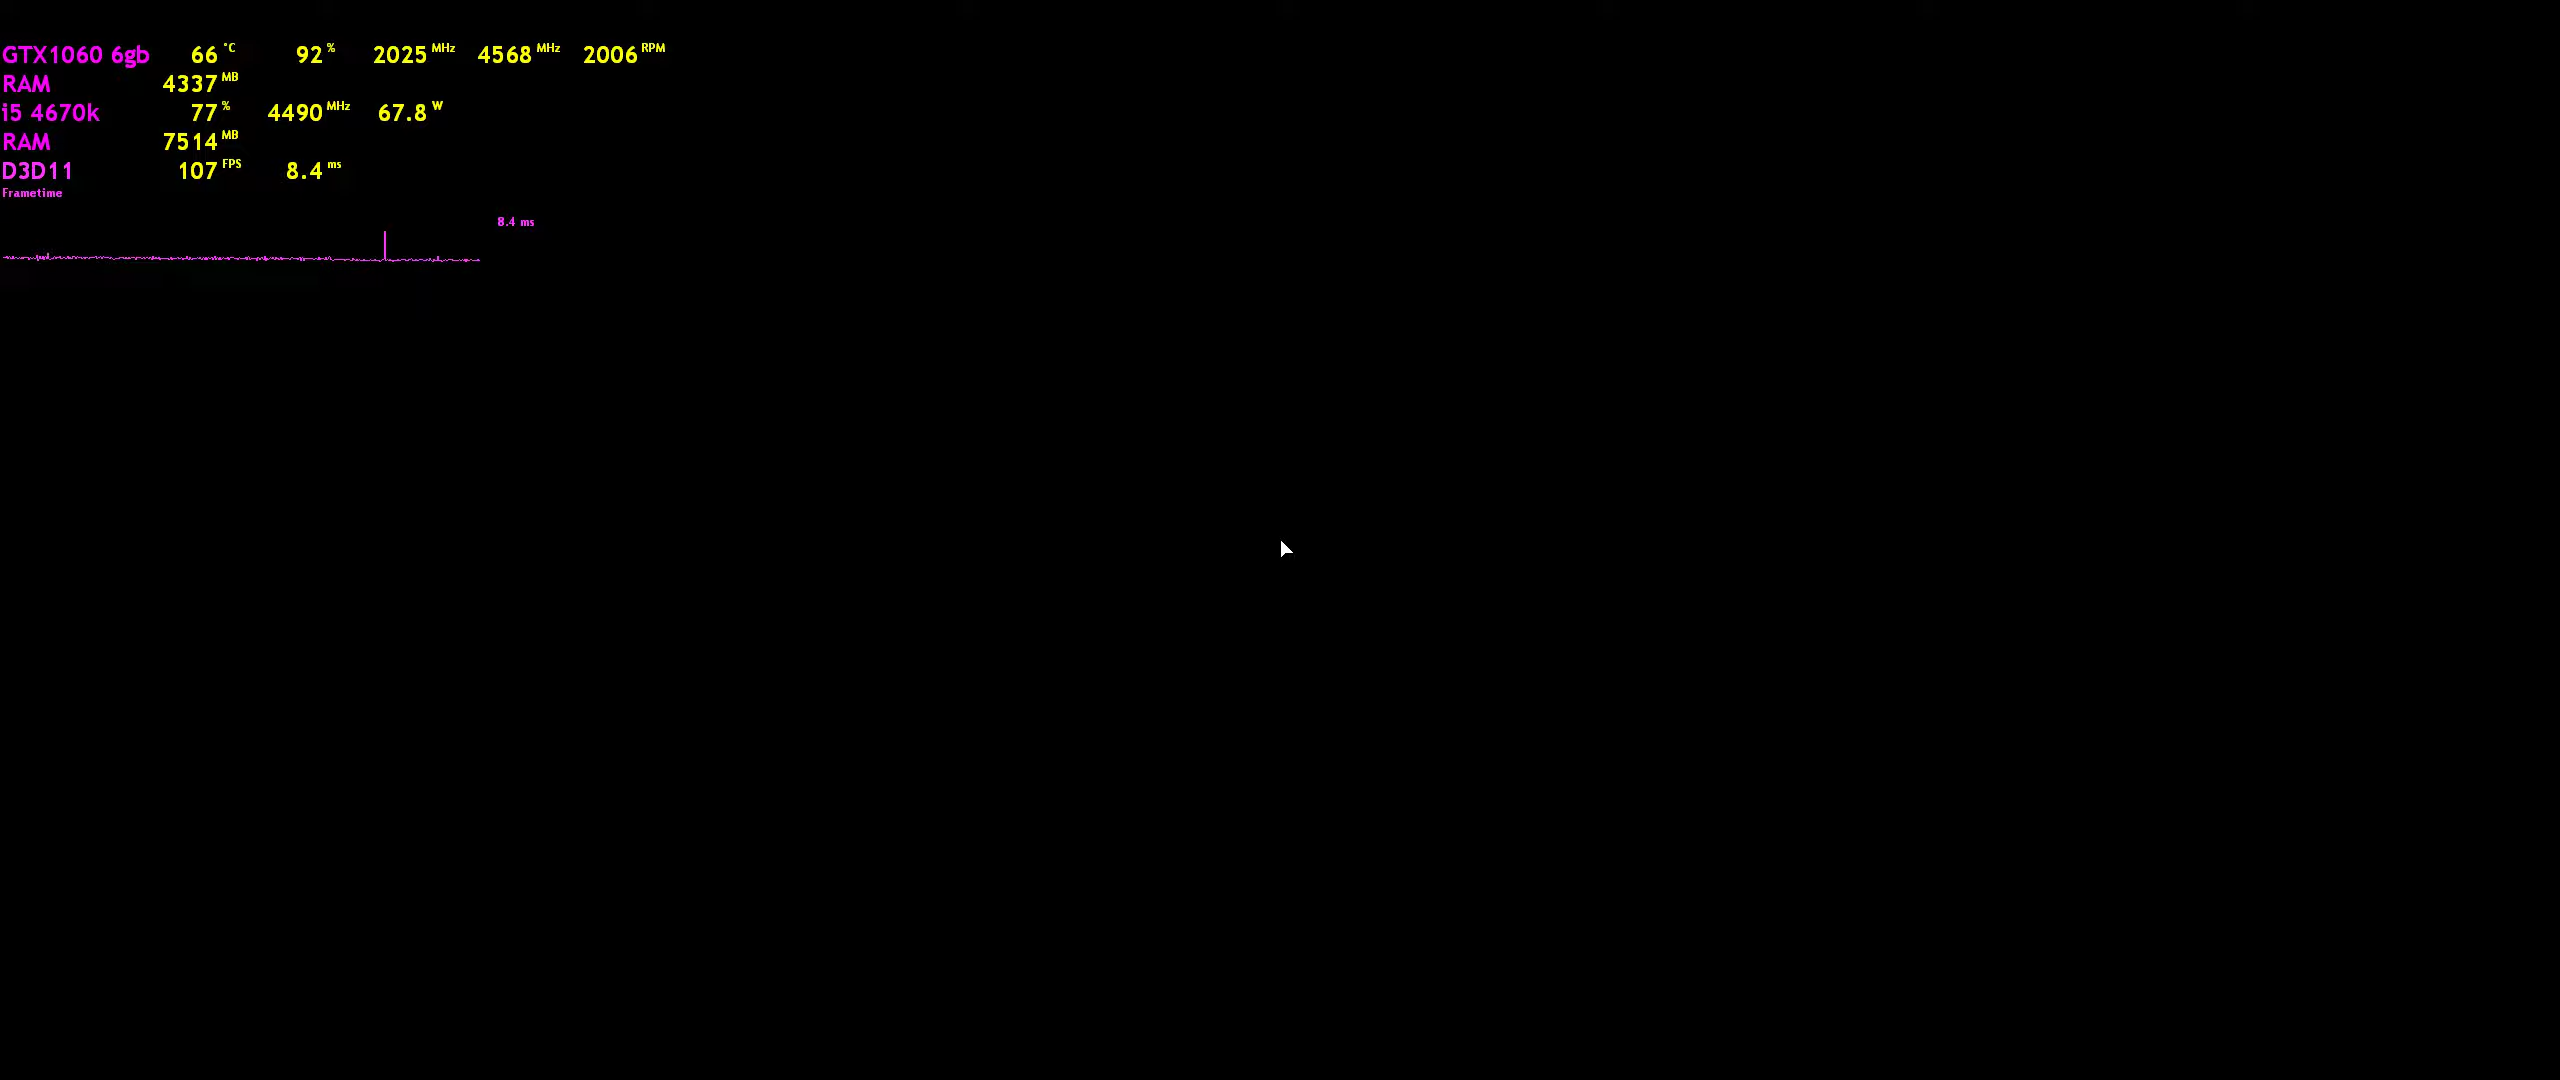 GTX1060 6gb 66 °C 92 % 2025 MHz 4568 MHz 2006 RPM
RAM 4337 MB
i5 4670k 77 % 4490 MHz 67.8 W
RAM 7514 MB
D3D11 107 FPS 8.4 ms
Frametime
8.4 ms